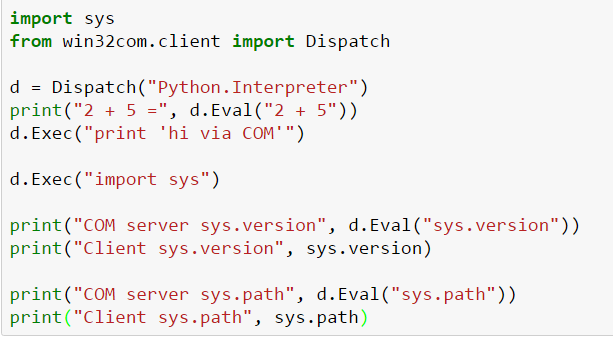 import sys
from win32com.client import Dispatch
d = Dispatch("Python.Interpreter")
print("2 + 5 =", d.Eval("2 + 5"))
d.Exec("print 'hi via COM'")
d.Exec("import sys")
print("COM server sys.version", d.Eval("sys.version"))
print("Client sys.version", sys.version)
print("COM server sys.path", d.Eval("sys.path"))
print("Client sys.path", sys.path)